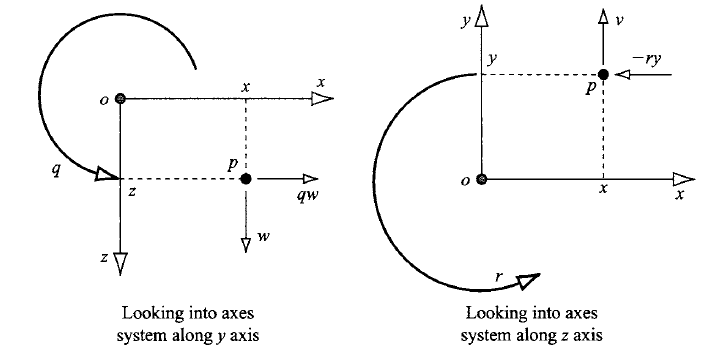 o
x
x
q
z
p
qw
w
z
Looking into axes
system along y axis
y
v
y
−ry
p
o
x
x
r
Looking into axes
system along z axis